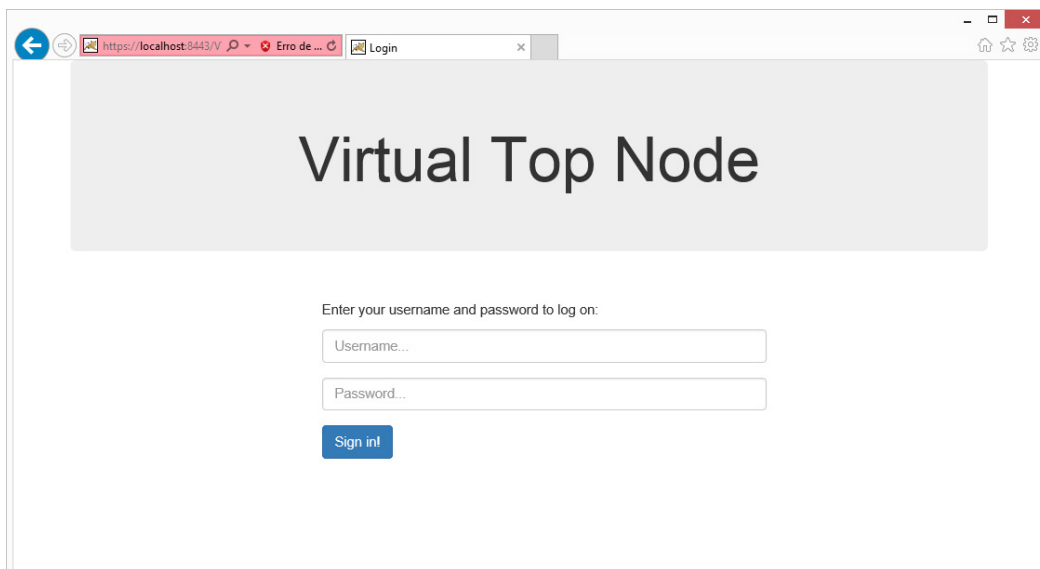 https://localhost:8443/V
Erro de ...
Login
Virtual Top Node
Enter your username and password to log on:
Username...
Password...
Sign in!